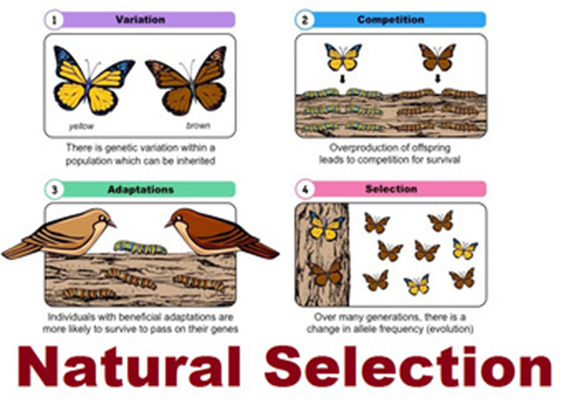 1 Variation
yellow
brown
There is genetic variation within a
population which can be inherited
2 Competition
Overproduction of offspring
leads to competition for survival
3 Adaptations
Individuals with beneficial adaptations are
more likely to survive to pass on their genes
4 Selection
Over many generations, there is a
change in allele frequency (evolution)
Natural Selection